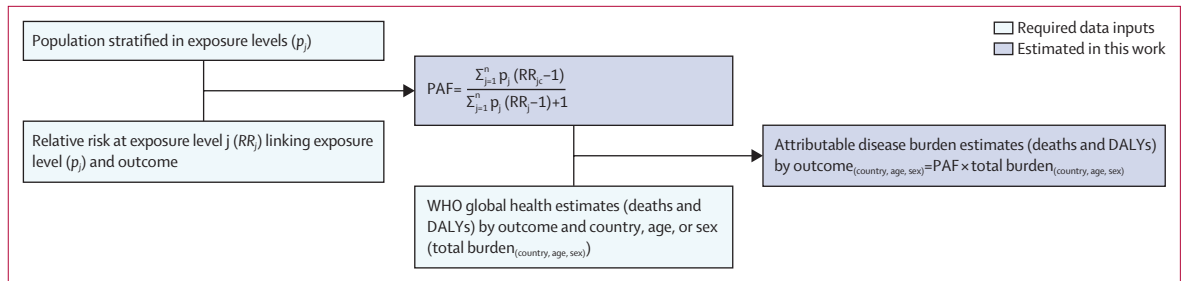 Population stratified in exposure levels (pⱼ)
Required data inputs
Estimated in this work
PAF= Σⁿⱼ₌₁ pⱼ (RRⱼc–1) / Σⁿⱼ₌₁ pⱼ (RRⱼ–1)+1
Relative risk at exposure level j (RRⱼ) linking exposure
level (pⱼ) and outcome
Attributable disease burden estimates (deaths and DALYs)
by outcome(country, age, sex)=PAF × total burden(country, age, sex)
WHO global health estimates (deaths and
DALYs) by outcome and country, age, or sex
(total burden(country, age, sex))